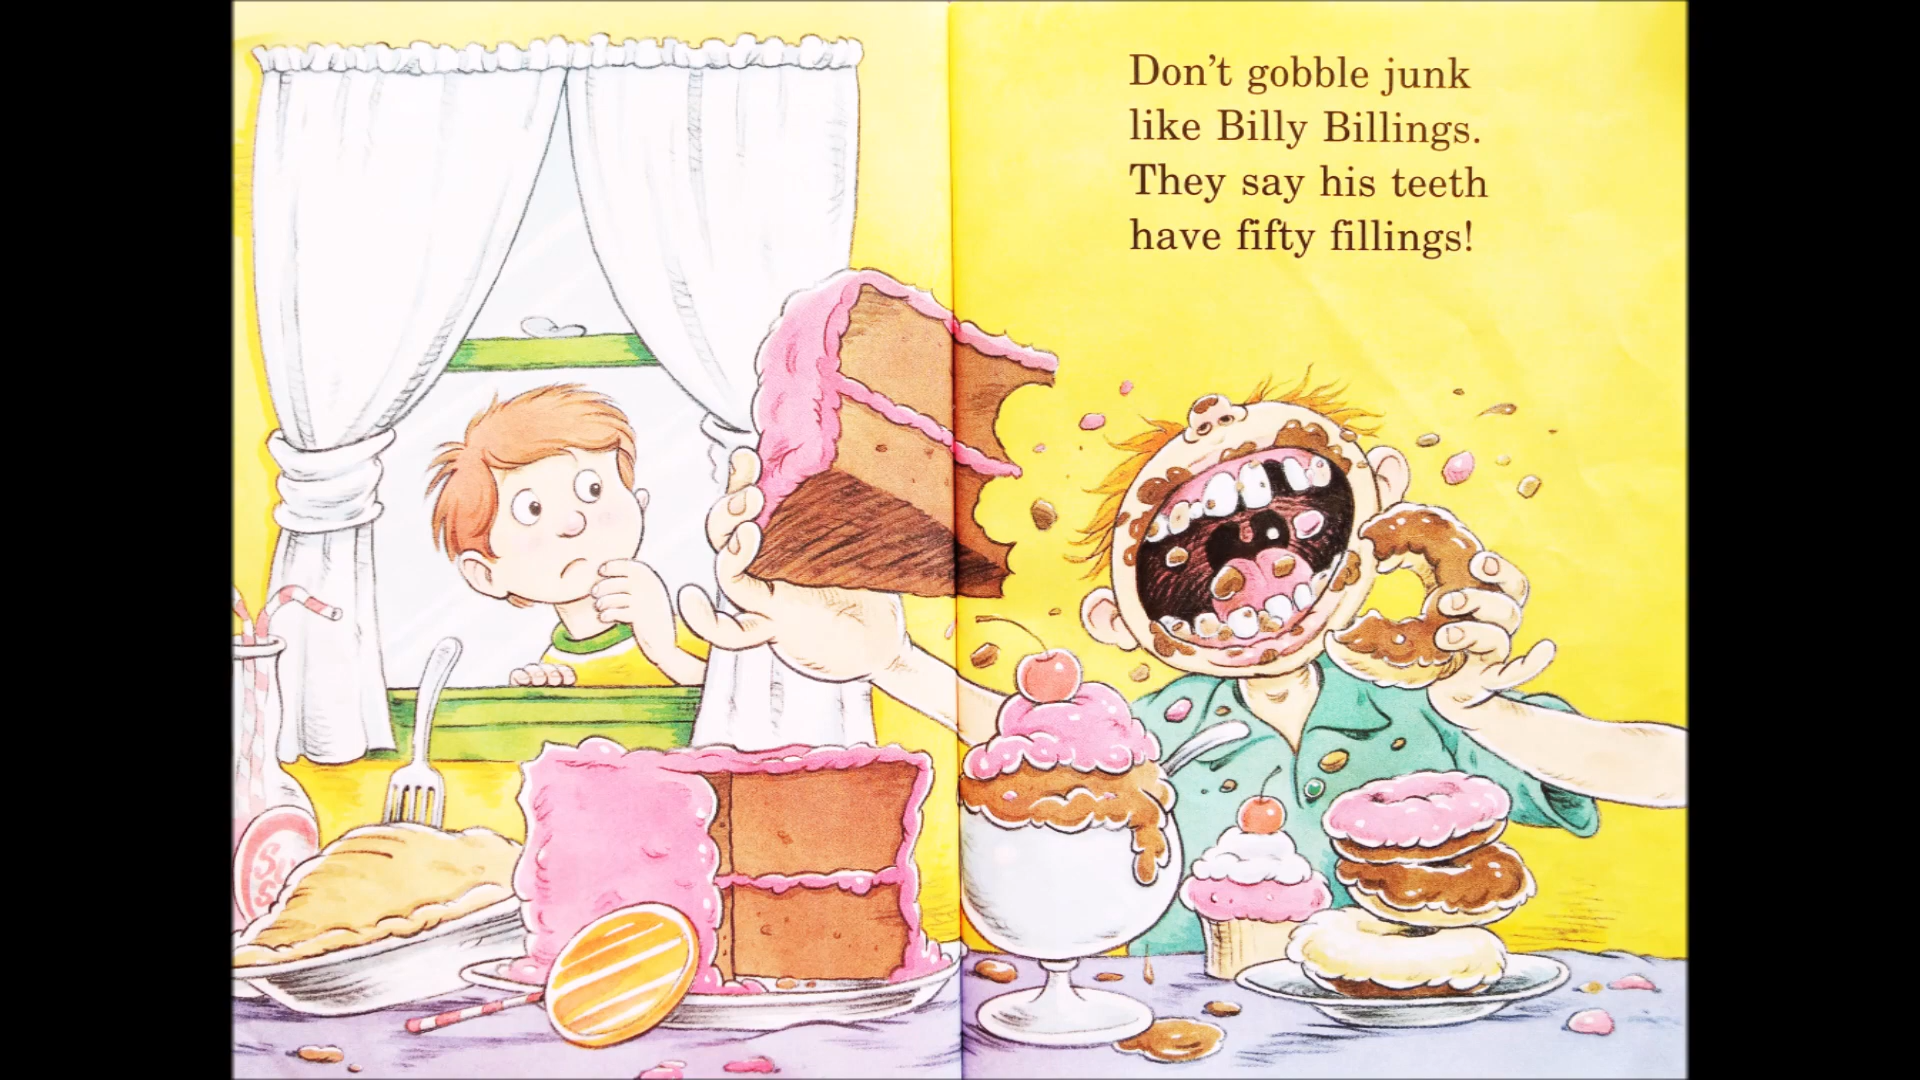 Don't gobble junk
like Billy Billings.
They say his teeth
have fifty fillings!